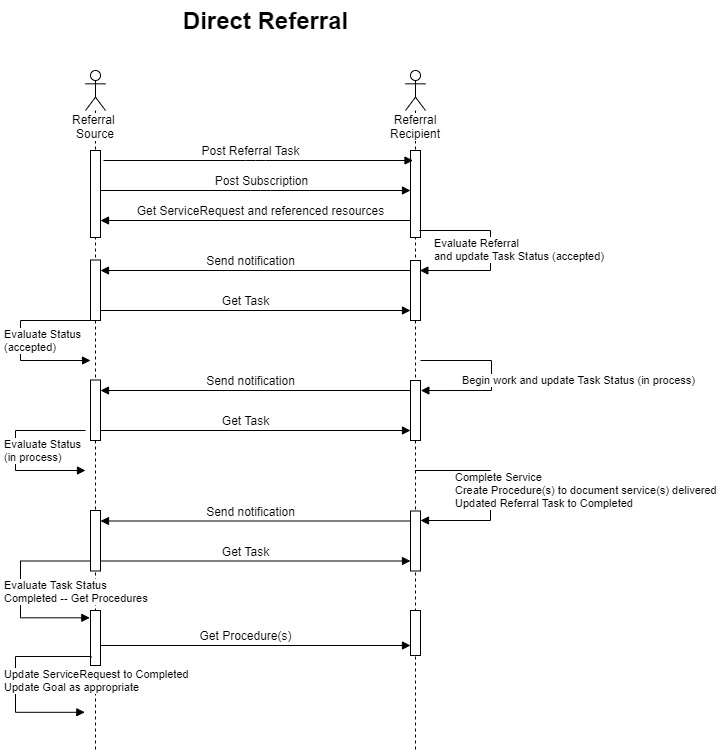 Direct Referral
Referral
Source
Referral
Recipient
Post Referral Task
Post Subscription
Get ServiceRequest and referenced resources
Evaluate Referral
and update Task Status (accepted)
Send notification
Get Task
Evaluate Status
(accepted)
Begin work and update Task Status (in process)
Send notification
Get Task
Evaluate Status
(in process)
Complete Service
Create Procedure(s) to document service(s) delivered
Updated Referral Task to Completed
Send notification
Get Task
Evaluate Task Status
Completed -- Get Procedures
Get Procedure(s)
Update ServiceRequest to Completed
Update Goal as appropriate